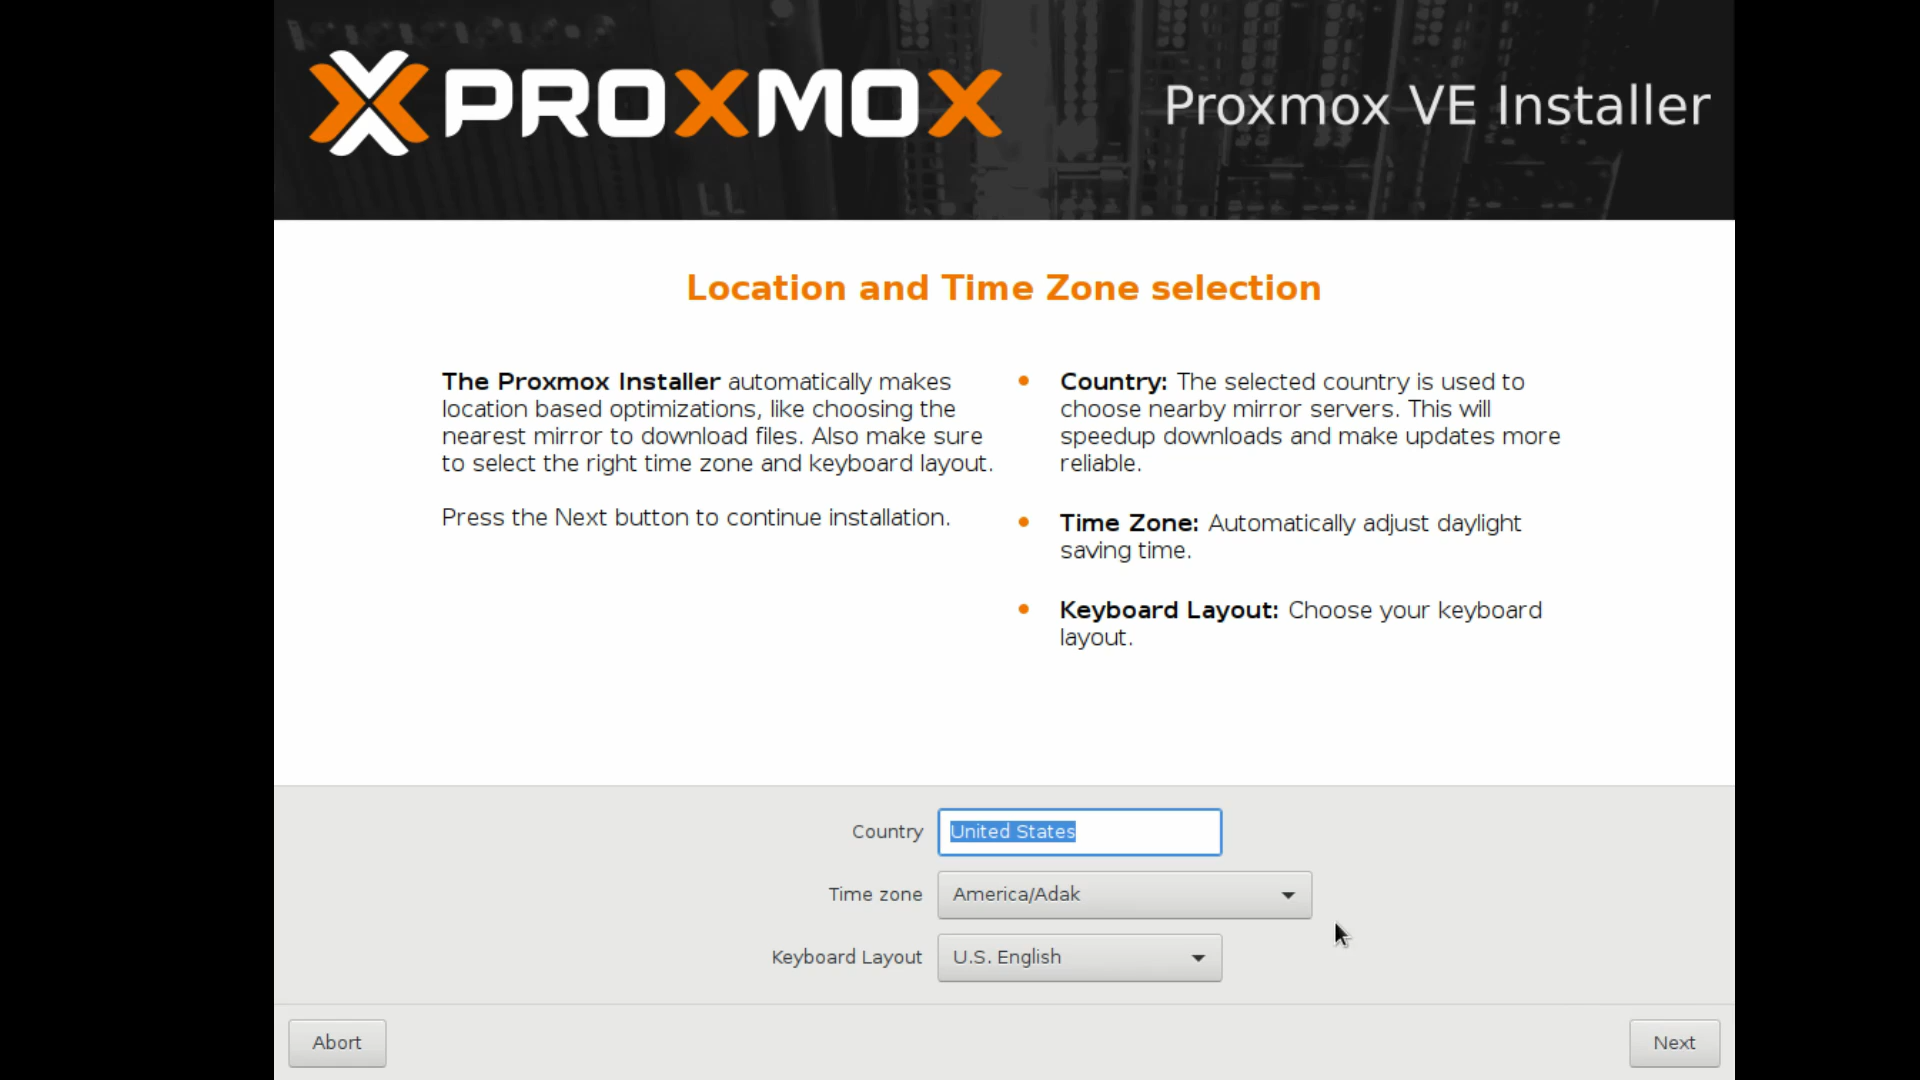 PROXMOX
Proxmox VE Installer
Location and Time Zone selection
The Proxmox Installer automatically makes
location based optimizations, like choosing the
nearest mirror to download files. Also make sure
to select the right time zone and keyboard layout.
Press the Next button to continue installation.
Country: The selected country is used to
choose nearby mirror servers. This will
speedup downloads and make updates more
reliable.
Time Zone: Automatically adjust daylight
saving time.
Keyboard Layout: Choose your keyboard
layout.
Country United States
Time zone America/Adak
Keyboard Layout U.S. English
Abort Next